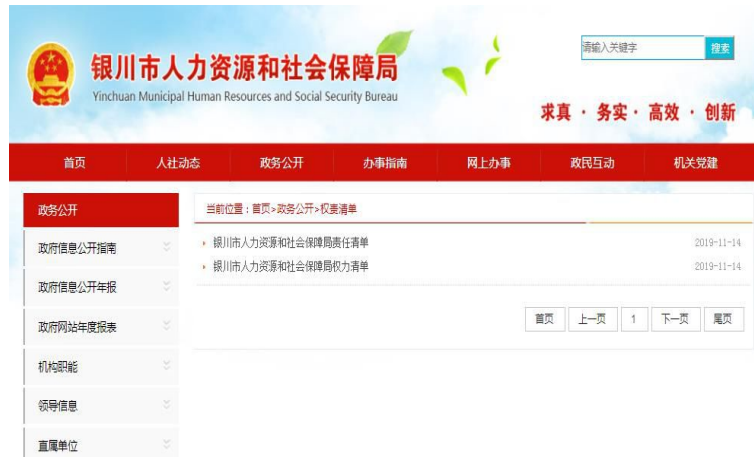 请输入关键字
搜索
银川市人力资源和社会保障局
Yinchuan Municipal Human Resources and Social Security Bureau
求真 · 务实 · 高效 · 创新
首页 人社动态 政务公开 办事指南 网上办事 政民互动 机关党建
政务公开
政府信息公开指南
政府信息公开年报
政府网站年度报表
机构职能
领导信息
直属单位
当前位置：首页>政务公开>权责清单
银川市人力资源和社会保障局责任清单 2019-11-14
银川市人力资源和社会保障局权力清单 2019-11-14
首页 上一页 1 下一页 尾页